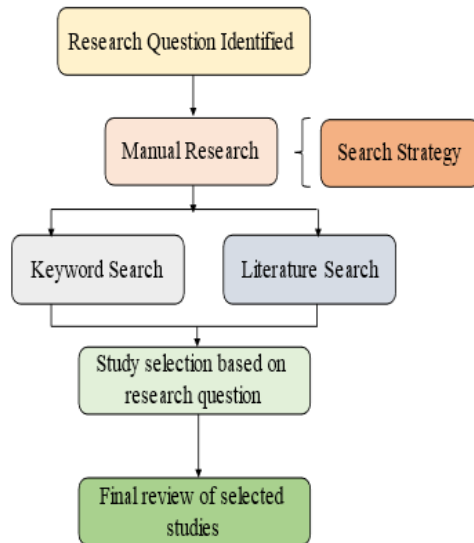 Research Question Identified
Manual Research
Search Strategy
Keyword Search
Literature Search
Study selection based on
research question
Final review of selected
studies